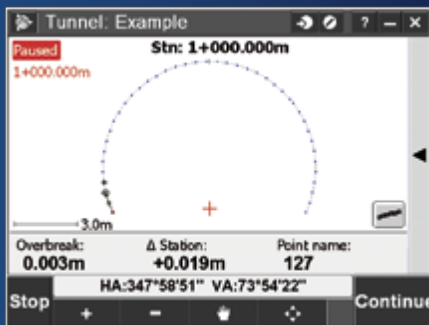 Tunnel: Example ? — ×
Paused Stn: 1+000.000m
1+000.000m
3.0m
Overbreak: Δ Station: Point name:
0.003m +0.019m 127
HA:347°58'51" VA:73°54'22"
Stop + − Continue